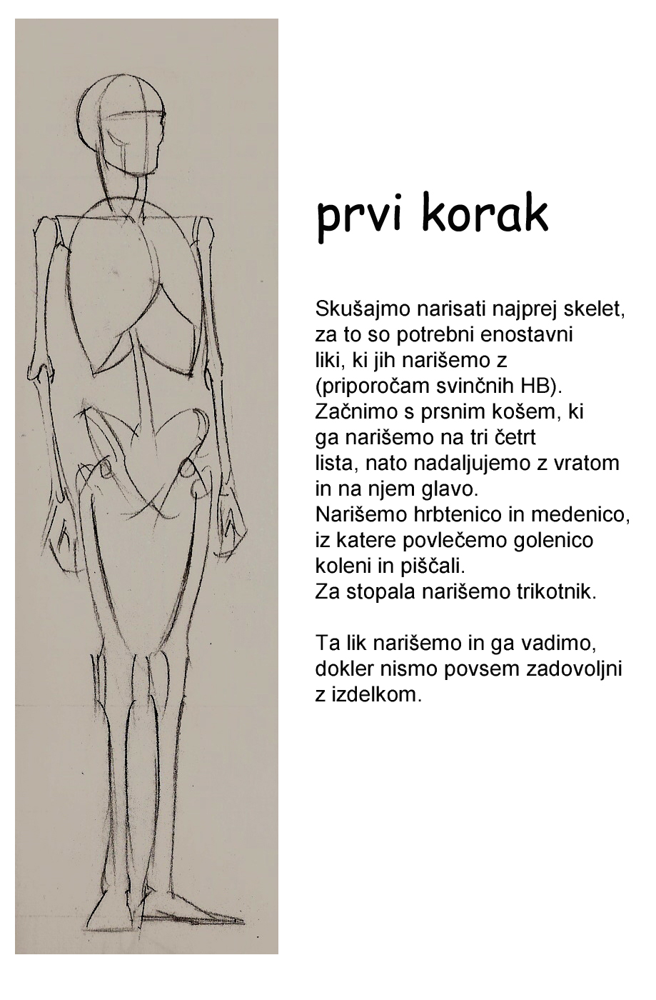 prvi korak
Skušajmo narisati najprej skelet,
za to so potrebni enostavni
liki, ki jih narišemo z
(priporočam svinčnih HB).
Začnimo s prsnim košem, ki
ga narišemo na tri četrt
lista, nato nadaljujemo z vratom
in na njem glavo.
Narišemo hrbtenico in medenico,
iz katere povlečemo golenico
koleni in piščali.
Za stopala narišemo trikotnik.
Ta lik narišemo in ga vadimo,
dokler nismo povsem zadovoljni
z izdelkom.